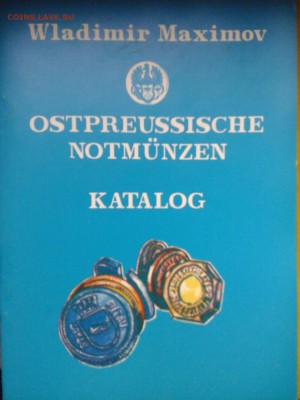 COINS.LAVE.RU
Wladimir Maximov
OSTPREUSSISCHE
NOTMÜNZEN
KATALOG